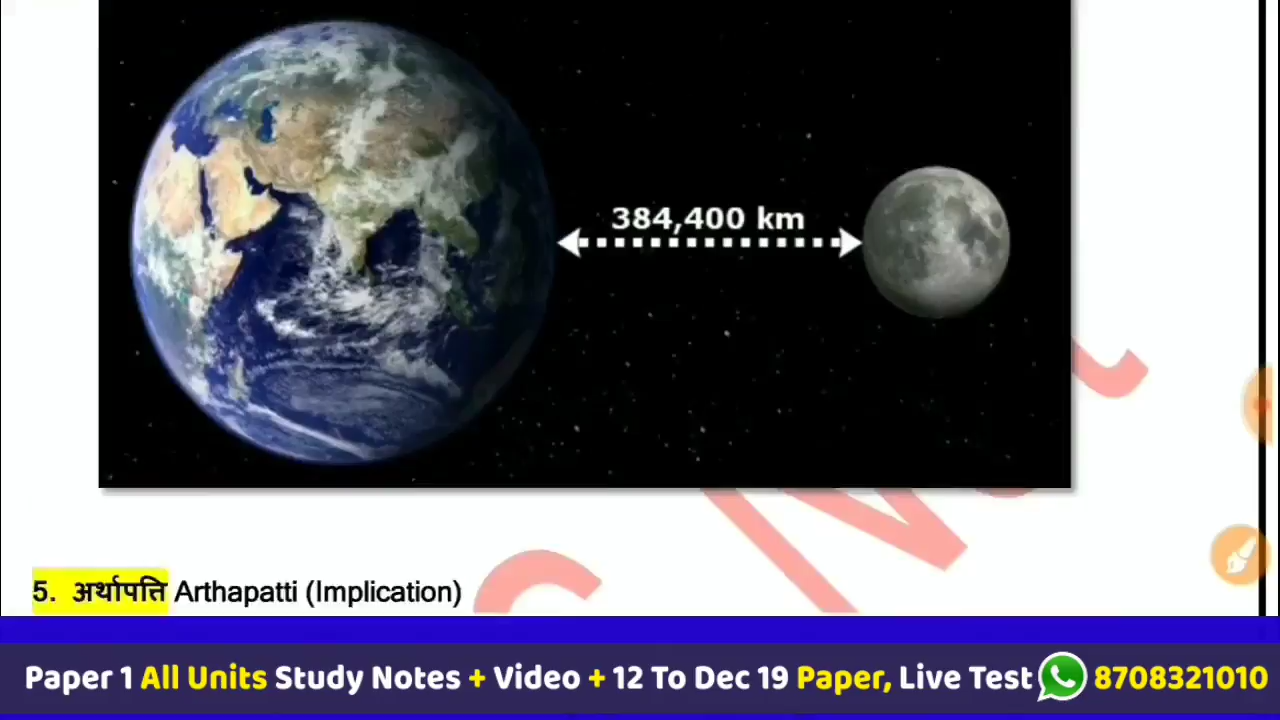 384,400 km
5. अर्थापत्ति Arthapatti (Implication)
Paper 1 All Units Study Notes + Video + 12 To Dec 19 Paper, Live Test 8708321010